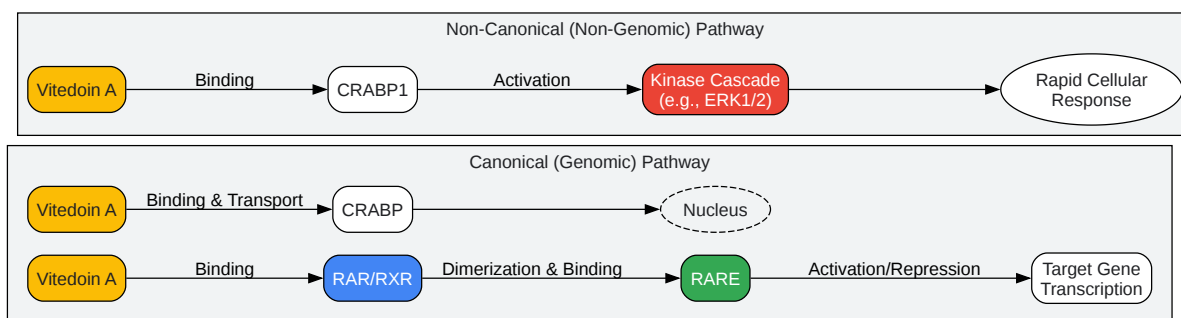 Non-Canonical (Non-Genomic) Pathway
Vitedoin A
Binding
CRABP1
Activation
Kinase Cascade
(e.g., ERK1/2)
Rapid Cellular
Response
Canonical (Genomic) Pathway
Vitedoin A
Binding & Transport
CRABP
Nucleus
Vitedoin A
Binding
RAR/RXR
Dimerization & Binding
RARE
Activation/Repression
Target Gene
Transcription